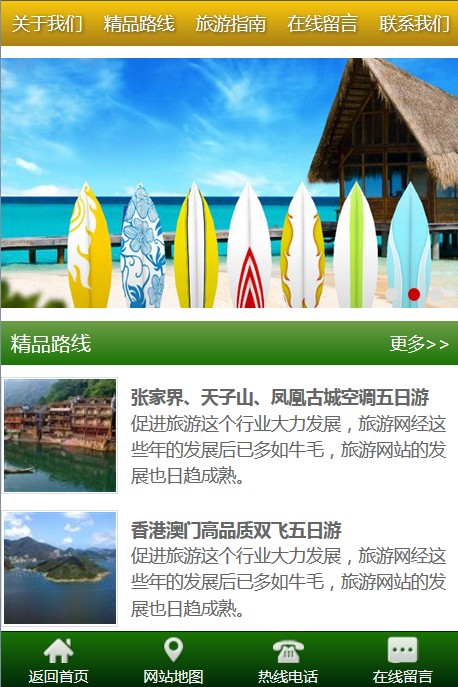 关于我们 精品路线 旅游指南 在线留言 联系我们
精品路线 更多>>
张家界、天子山、凤凰古城空调五日游
促进旅游这个行业大力发展，旅游网经这
些年的发展后已多如牛毛，旅游网站的发
展也日趋成熟。
香港澳门高品质双飞五日游
促进旅游这个行业大力发展，旅游网经这
些年的发展后已多如牛毛，旅游网站的发
展也日趋成熟。
返回首页 网站地图 热线电话 在线留言